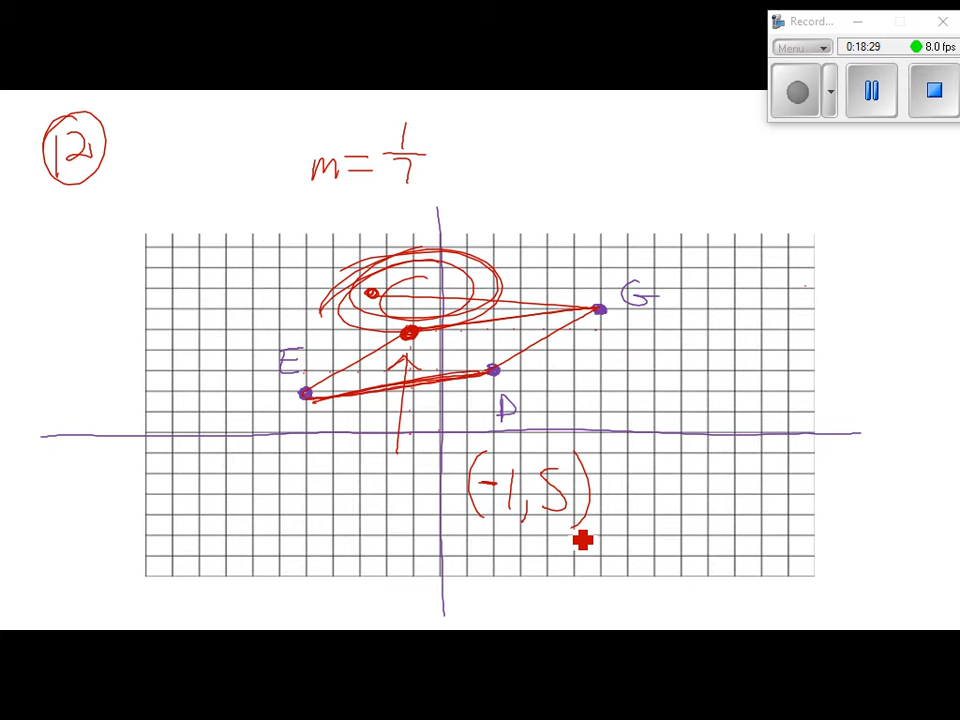 Record...
Menu
0:18:29
8.0 fps
12
m = 1/7
G
E
D
(-1, 5)